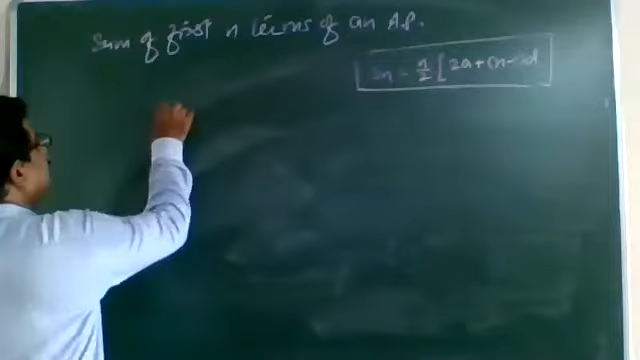 Sum of first n terms of an A.P.
Sn = n/2 [2a+(n-1)d